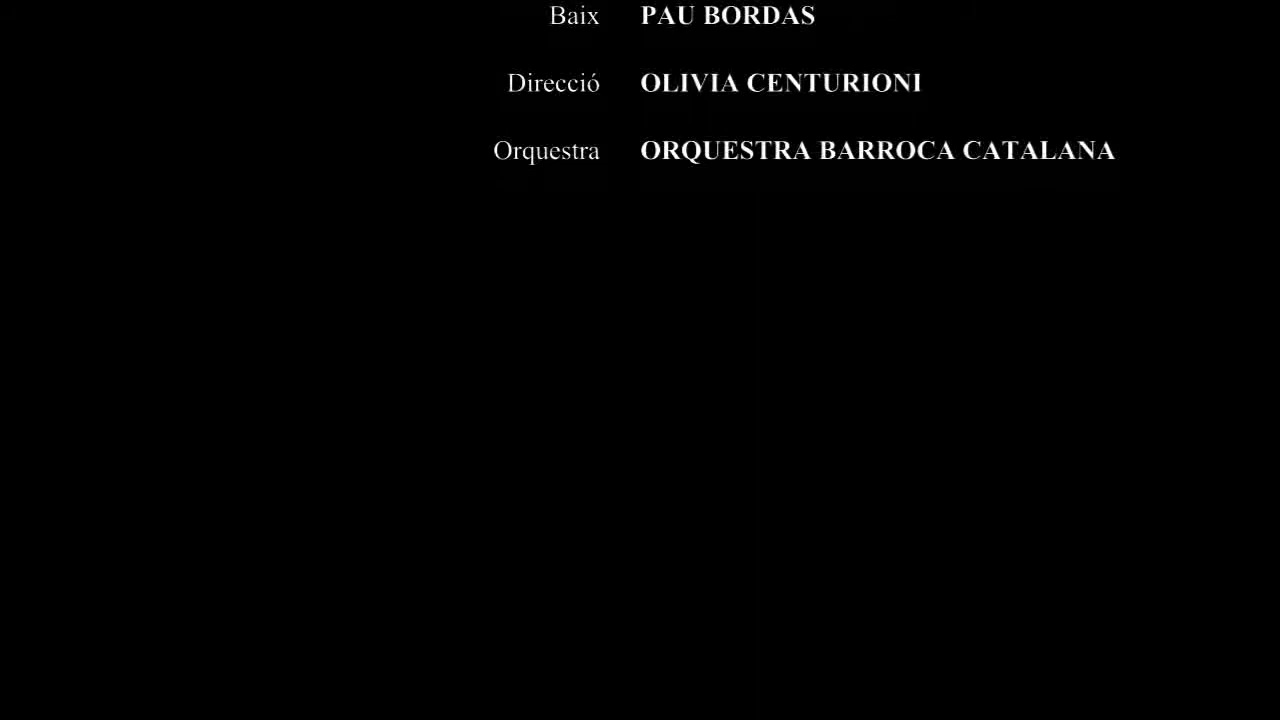 Baix PAU BORDAS
Direcció OLIVIA CENTURIONI
Orquestra ORQUESTRA BARROCA CATALANA